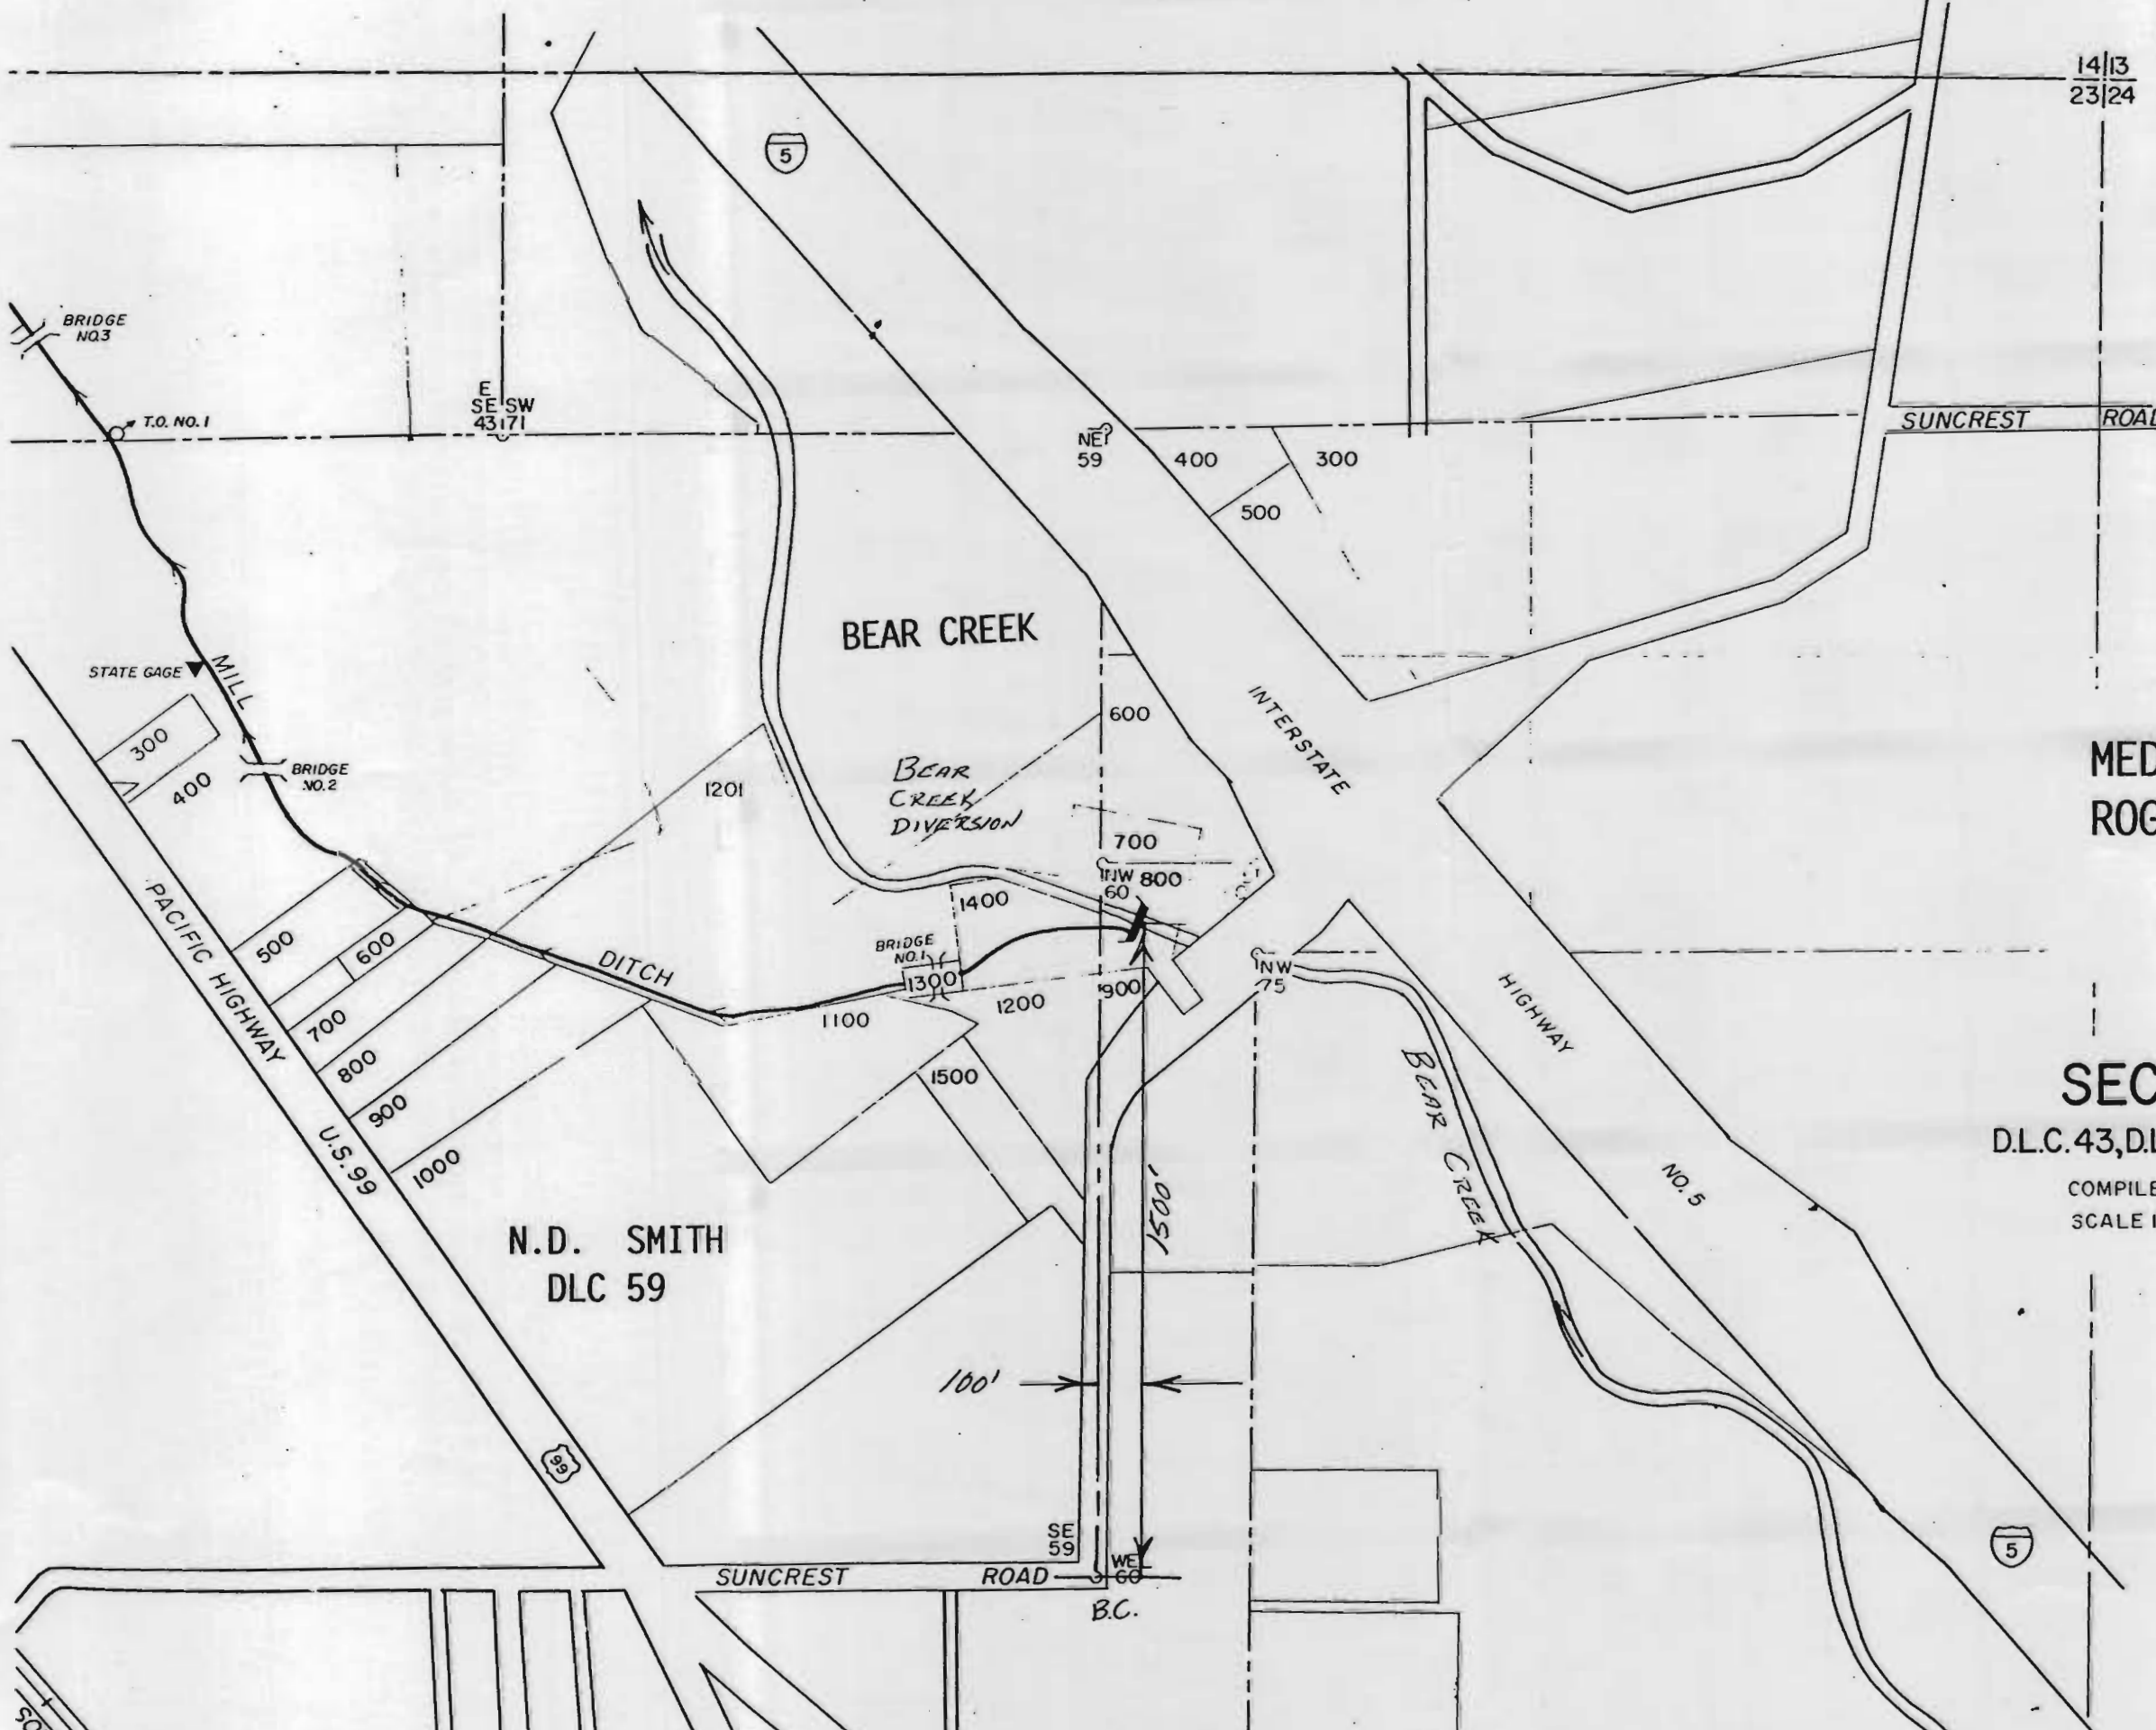 14|13
23|24
5
BRIDGE
NO.3
T.O. NO. 1
E
SE SW
43 171
NE
59
400
300
500
SUNCREST ROAD
BEAR CREEK
STATE GAGE
MILL
300
400
BRIDGE
NO. 2
1201
BEAR
CREEK
DIVERSION
600
INTERSTATE
700
NW
60
800
MED
ROG
1400
BRIDGE
NO.1
1300
DITCH
1200
900
1100
NW
75
HIGHWAY
PACIFIC HIGHWAY
500
600
700
800
900
1000
1500
BEAR CREEK
SEC
D.L.C. 43, D.L
COMPILE
SCALE 1
U.S. 99
NO. 5
1500'
N.D. SMITH
DLC 59
100'
99
SE
59
WE
60
5
SUNCREST ROAD
B.C.